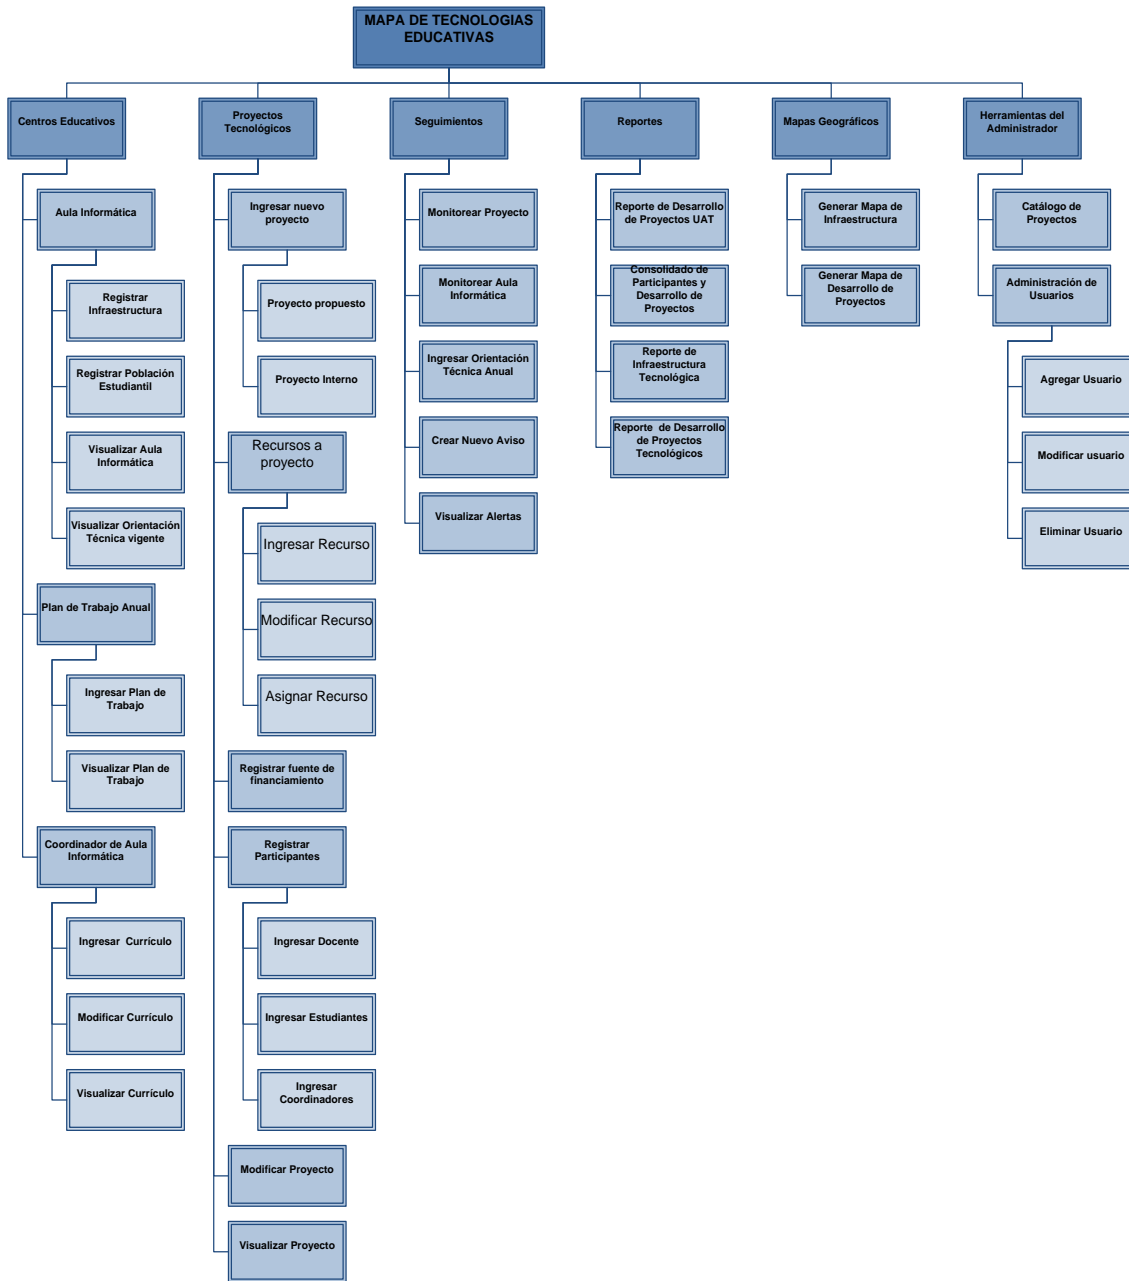 MAPA DE TECNOLOGIAS
EDUCATIVAS
Centros Educativos
Aula Informática
Registrar
Infraestructura
Registrar Población
Estudiantil
Visualizar Aula
Informática
Visualizar Orientación
Técnica vigente
Plan de Trabajo Anual
Ingresar Plan de
Trabajo
Visualizar Plan de
Trabajo
Coordinador de Aula
Informática
Ingresar  Currículo
Modificar Currículo
Visualizar Currículo
Proyectos
Tecnológicos
Ingresar nuevo
proyecto
Proyecto propuesto
Proyecto Interno
Recursos a
proyecto
Ingresar Recurso
Modificar Recurso
Asignar Recurso
Registrar fuente de
financiamiento
Registrar
Participantes
Ingresar Docente
Ingresar Estudiantes
Ingresar
Coordinadores
Modificar Proyecto
Visualizar Proyecto
Seguimientos
Monitorear Proyecto
Monitorear Aula
Informática
Ingresar Orientación
Técnica Anual
Crear Nuevo Aviso
Visualizar Alertas
Reportes
Reporte de Desarrollo
de Proyectos UAT
Consolidado de
Participantes y
Desarrollo de
Proyectos
Reporte de
Infraestructura
Tecnológica
Reporte  de Desarrollo
de Proyectos
Tecnológicos
Mapas Geográficos
Generar Mapa de
Infraestructura
Generar Mapa de
Desarrollo de
Proyectos
Herramientas del
Administrador
Catálogo de
Proyectos
Administración de
Usuarios
Agregar Usuario
Modificar usuario
Eliminar Usuario